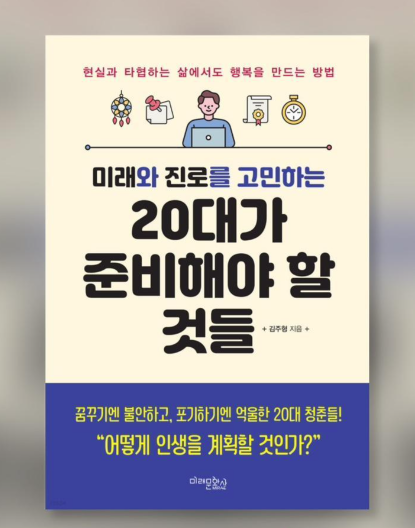 현실과 타협하는 삶에서도 행복을 만드는 방법
미래와 진로를 고민하는
20대가
준비해야 할
것들
+ 김주형 지음 +
꿈꾸기엔 불안하고, 포기하기엔 억울한 20대 청춘들!
“어떻게 인생을 계획할 것인가?”
미래문화사